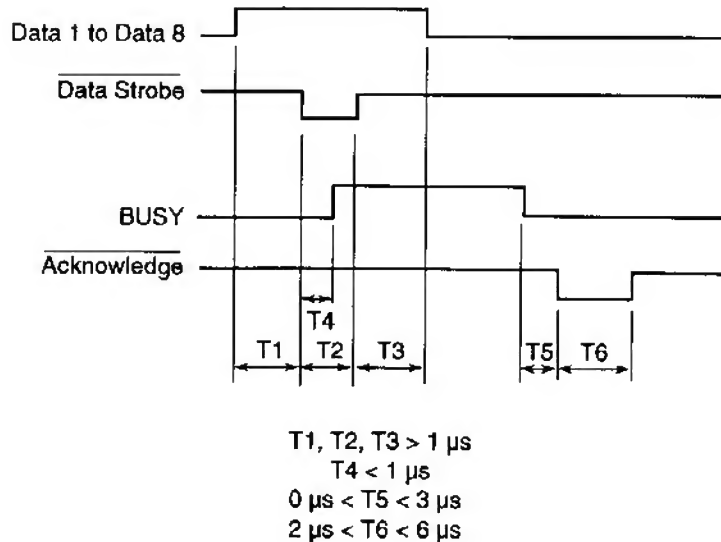 Data 1 to Data 8
Data Strobe
BUSY
Acknowledge
T4
T1 T2 T3 T5 T6
T1, T2, T3 > 1 µs
T4 < 1 µs
0 µs < T5 < 3 µs
2 µs < T6 < 6 µs